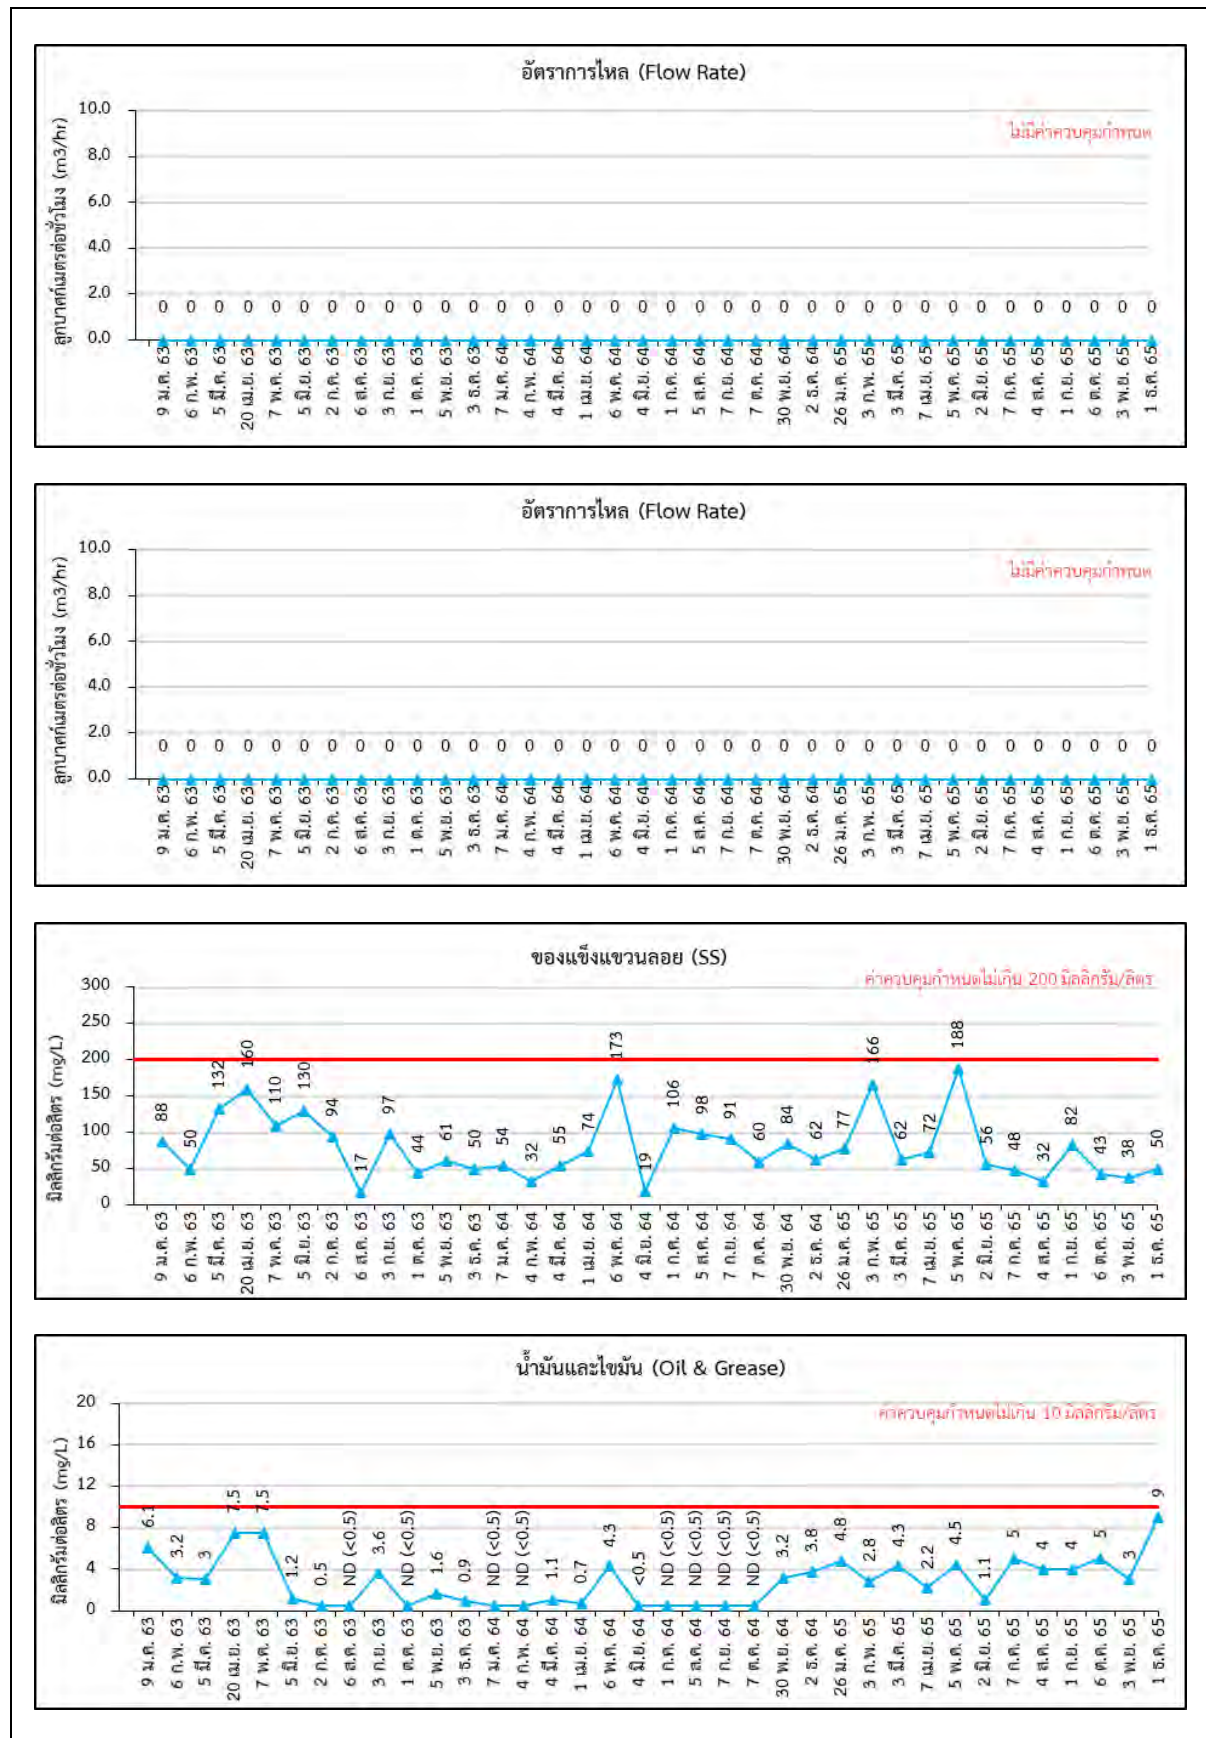 อัตราการไหล (Flow Rate)
ลูกบาศก์เมตรต่อชั่วโมง (m3/hr)
ไม่มีค่าควบคุมกำหนด
10.0
8.0
6.0
4.0
2.0
0.0
0 0 0 0 0 0 0 0 0 0 0 0 0 0 0 0 0 0 0 0 0 0 0 0 0 0 0 0 0 0 0 0 0 0 0 0
9 ม.ค. 63 6 ก.พ. 63 5 มี.ค. 63 20 เม.ย. 63 7 พ.ค. 63 5 มิ.ย. 63 2 ก.ค. 63 6 ส.ค. 63 3 ก.ย. 63 1 ต.ค. 63 5 พ.ย. 63 3 ธ.ค. 63 7 ม.ค. 64 4 ก.พ. 64 4 มี.ค. 64 1 เม.ย. 64 6 พ.ค. 64 4 มิ.ย. 64 1 ก.ค. 64 5 ส.ค. 64 7 ก.ย. 64 7 ต.ค. 64 30 พ.ย. 64 2 ธ.ค. 64 26 ม.ค. 65 3 ก.พ. 65 3 มี.ค. 65 7 เม.ย. 65 5 พ.ค. 65 2 มิ.ย. 65 7 ก.ค. 65 4 ส.ค. 65 1 ก.ย. 65 6 ต.ค. 65 3 พ.ย. 65 1 ธ.ค. 65
อัตราการไหล (Flow Rate)
ลูกบาศก์เมตรต่อชั่วโมง (m3/hr)
ไม่มีค่าควบคุมกำหนด
10.0
8.0
6.0
4.0
2.0
0.0
0 0 0 0 0 0 0 0 0 0 0 0 0 0 0 0 0 0 0 0 0 0 0 0 0 0 0 0 0 0 0 0 0 0 0 0
9 ม.ค. 63 6 ก.พ. 63 5 มี.ค. 63 20 เม.ย. 63 7 พ.ค. 63 5 มิ.ย. 63 2 ก.ค. 63 6 ส.ค. 63 3 ก.ย. 63 1 ต.ค. 63 5 พ.ย. 63 3 ธ.ค. 63 7 ม.ค. 64 4 ก.พ. 64 4 มี.ค. 64 1 เม.ย. 64 6 พ.ค. 64 4 มิ.ย. 64 1 ก.ค. 64 5 ส.ค. 64 7 ก.ย. 64 7 ต.ค. 64 30 พ.ย. 64 2 ธ.ค. 64 26 ม.ค. 65 3 ก.พ. 65 3 มี.ค. 65 7 เม.ย. 65 5 พ.ค. 65 2 มิ.ย. 65 7 ก.ค. 65 4 ส.ค. 65 1 ก.ย. 65 6 ต.ค. 65 3 พ.ย. 65 1 ธ.ค. 65
ของแข็งแขวนลอย (SS)
มิลลิกรัมต่อลิตร (mg/L)
ค่าควบคุมกำหนดไม่เกิน 200 มิลลิกรัม/ลิตร
300
250
200
150
100
50
0
88 50 132 160 110 130 94 17 97 44 61 50 54 32 55 74 173 19 106 98 91 60 84 62 77 166 62 72 188 56 48 32 82 43 38 50
9 ม.ค. 63 6 ก.พ. 63 5 มี.ค. 63 20 เม.ย. 63 7 พ.ค. 63 5 มิ.ย. 63 2 ก.ค. 63 6 ส.ค. 63 3 ก.ย. 63 1 ต.ค. 63 5 พ.ย. 63 3 ธ.ค. 63 7 ม.ค. 64 4 ก.พ. 64 4 มี.ค. 64 1 เม.ย. 64 6 พ.ค. 64 4 มิ.ย. 64 1 ก.ค. 64 5 ส.ค. 64 7 ก.ย. 64 7 ต.ค. 64 30 พ.ย. 64 2 ธ.ค. 64 26 ม.ค. 65 3 ก.พ. 65 3 มี.ค. 65 7 เม.ย. 65 5 พ.ค. 65 2 มิ.ย. 65 7 ก.ค. 65 4 ส.ค. 65 1 ก.ย. 65 6 ต.ค. 65 3 พ.ย. 65 1 ธ.ค. 65
น้ำมันและไขมัน (Oil & Grease)
มิลลิกรัมต่อลิตร (mg/L)
ค่าควบคุมกำหนดไม่เกิน 10 มิลลิกรัม/ลิตร
20
16
12
8
4
0
6.1 3.2 3 7.5 7.5 1.2 0.5 ND (<0.5) 3.6 ND (<0.5) 1.6 0.9 ND (<0.5) ND (<0.5) 1.1 0.7 4.3 <0.5 ND (<0.5) ND (<0.5) ND (<0.5) ND (<0.5) 3.2 3.8 4.8 2.8 4.3 2.2 4.5 1.1 5 4 4 5 3 9
9 ม.ค. 63 6 ก.พ. 63 5 มี.ค. 63 20 เม.ย. 63 7 พ.ค. 63 5 มิ.ย. 63 2 ก.ค. 63 6 ส.ค. 63 3 ก.ย. 63 1 ต.ค. 63 5 พ.ย. 63 3 ธ.ค. 63 7 ม.ค. 64 4 ก.พ. 64 4 มี.ค. 64 1 เม.ย. 64 6 พ.ค. 64 4 มิ.ย. 64 1 ก.ค. 64 5 ส.ค. 64 7 ก.ย. 64 7 ต.ค. 64 30 พ.ย. 64 2 ธ.ค. 64 26 ม.ค. 65 3 ก.พ. 65 3 มี.ค. 65 7 เม.ย. 65 5 พ.ค. 65 2 มิ.ย. 65 7 ก.ค. 65 4 ส.ค. 65 1 ก.ย. 65 6 ต.ค. 65 3 พ.ย. 65 1 ธ.ค. 65